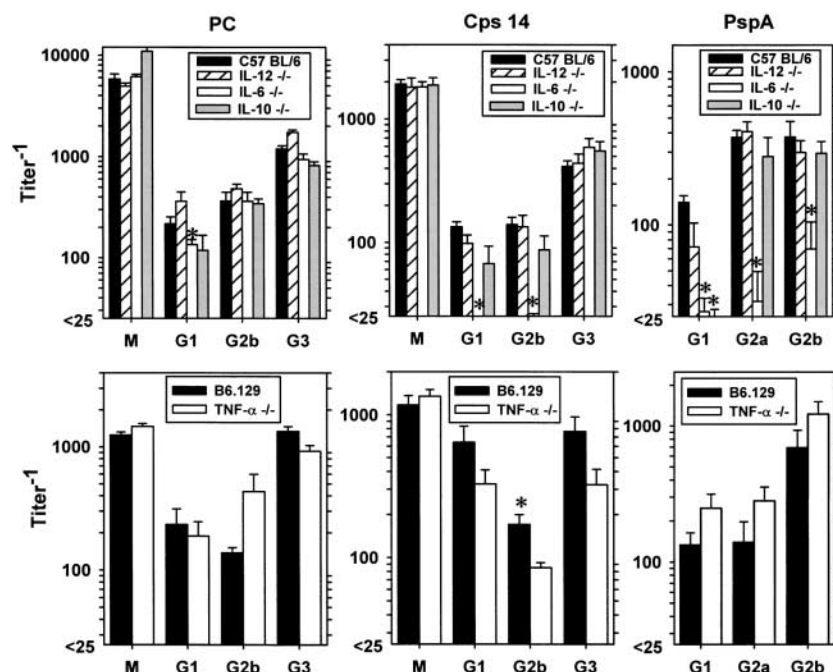 PC
Cps 14
PspA
C57 BL/6
IL-12 -/-
IL-6 -/-
IL-10 -/-
C57 BL/6
IL-12 -/-
IL-6 -/-
IL-10 -/-
C57 BL/6
IL-12 -/-
IL-6 -/-
IL-10 -/-
Titer-1
10000
1000
100
<25
*
M G1 G2b G3
1000
100
<25
* *
M G1 G2b G3
1000
100
<25
* * * *
G1 G2a G2b
B6.129
TNF-α -/-
B6.129
TNF-α -/-
B6.129
TNF-α -/-
Titer-1
1000
100
<25
M G1 G2b G3
1000
100
<25
*
M G1 G2b G3
1000
100
<25
G1 G2a G2b